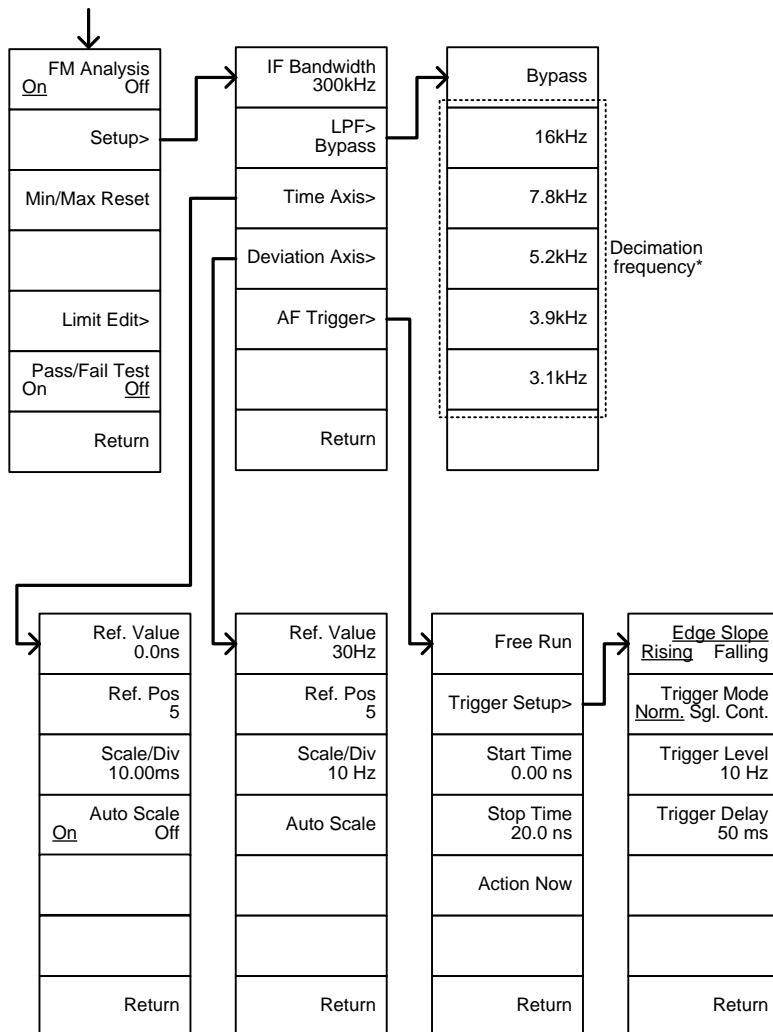 FM Analysis
On Off
Setup>
Min/Max Reset
Limit Edit>
Pass/Fail Test
On Off
Return
IF Bandwidth
300kHz
LPF>
Bypass
Time Axis>
Deviation Axis>
AF Trigger>
Return
Bypass
16kHz
7.8kHz
5.2kHz
3.9kHz
3.1kHz
Decimation
frequency*
Ref. Value
0.0ns
Ref. Pos
5
Scale/Div
10.00ms
Auto Scale
On Off
Return
Ref. Value
30Hz
Ref. Pos
5
Scale/Div
10 Hz
Auto Scale
Return
Free Run
Trigger Setup>
Start Time
0.00 ns
Stop Time
20.0 ns
Action Now
Return
Edge Slope
Rising Falling
Trigger Mode
Norm. Sgl. Cont.
Trigger Level
10 Hz
Trigger Delay
50 ms
Return